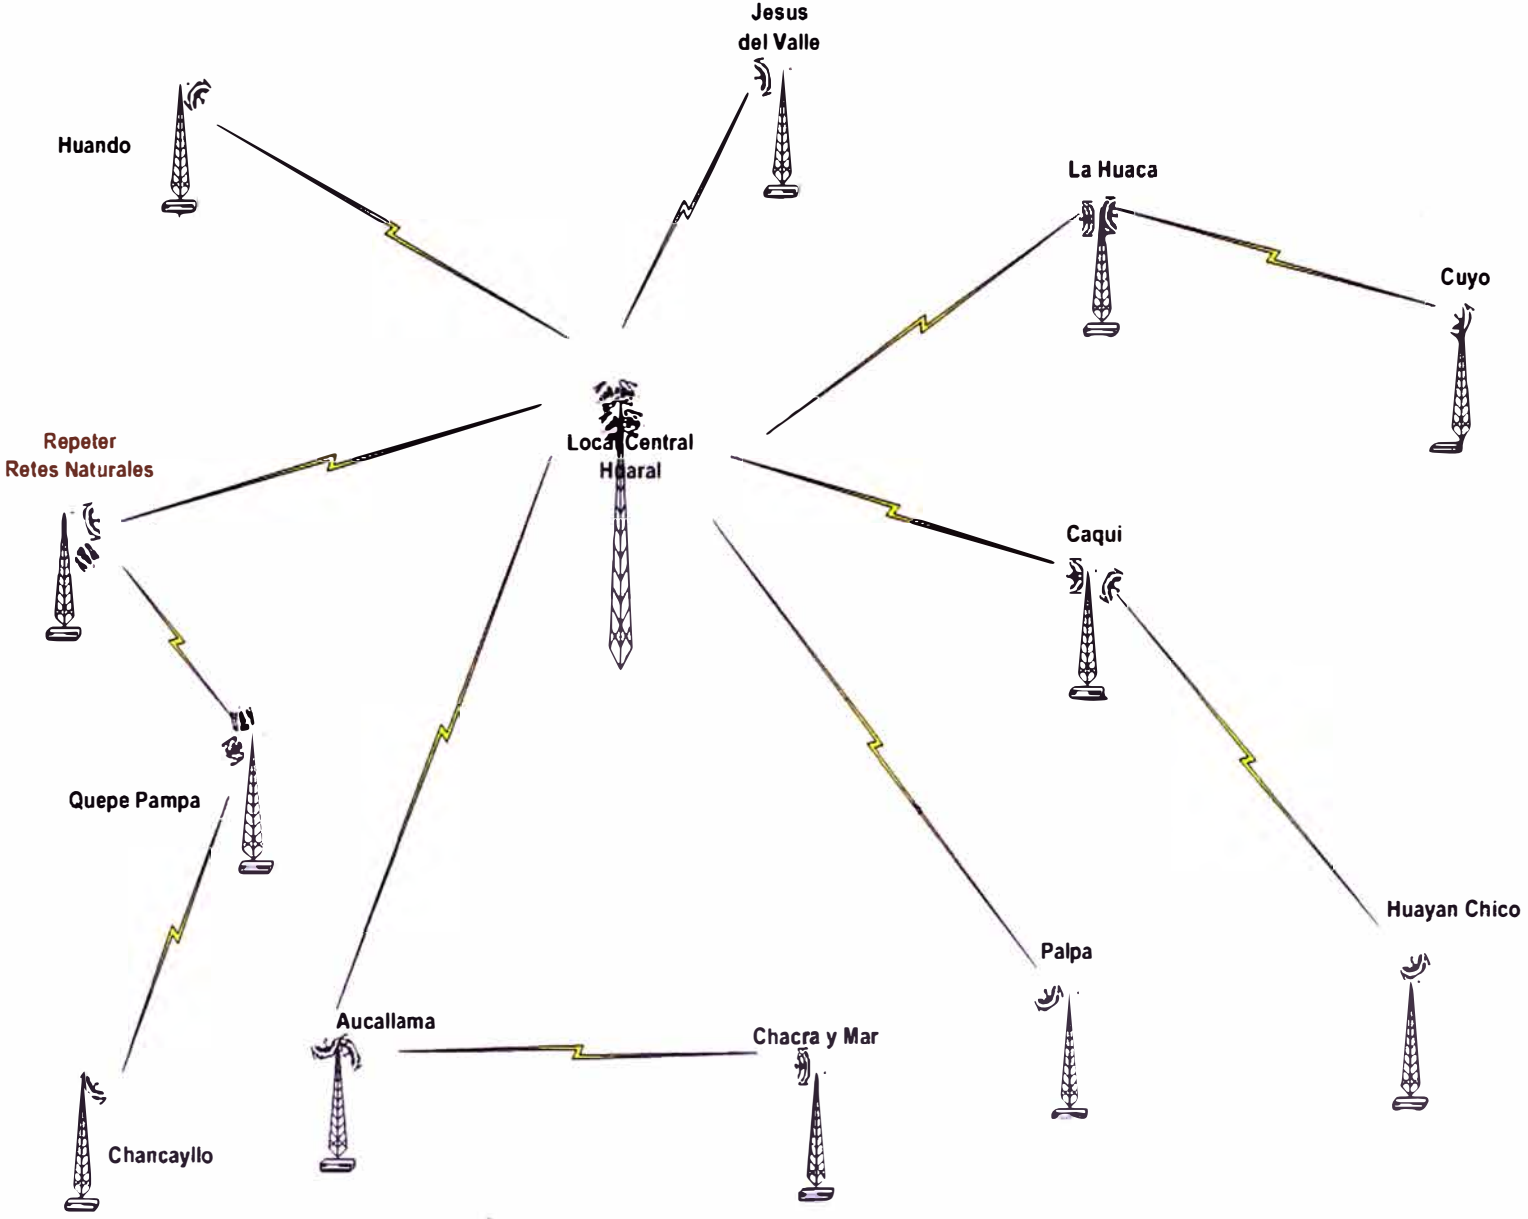 Jesus
del Valle
Huando
La Huaca
Cuyo
Repeter
Retes Naturales
Local Central
Huaral
Caqui
Quepe Pampa
Huayan Chico
Palpa
Aucallama
Chacra y Mar
Chancayllo